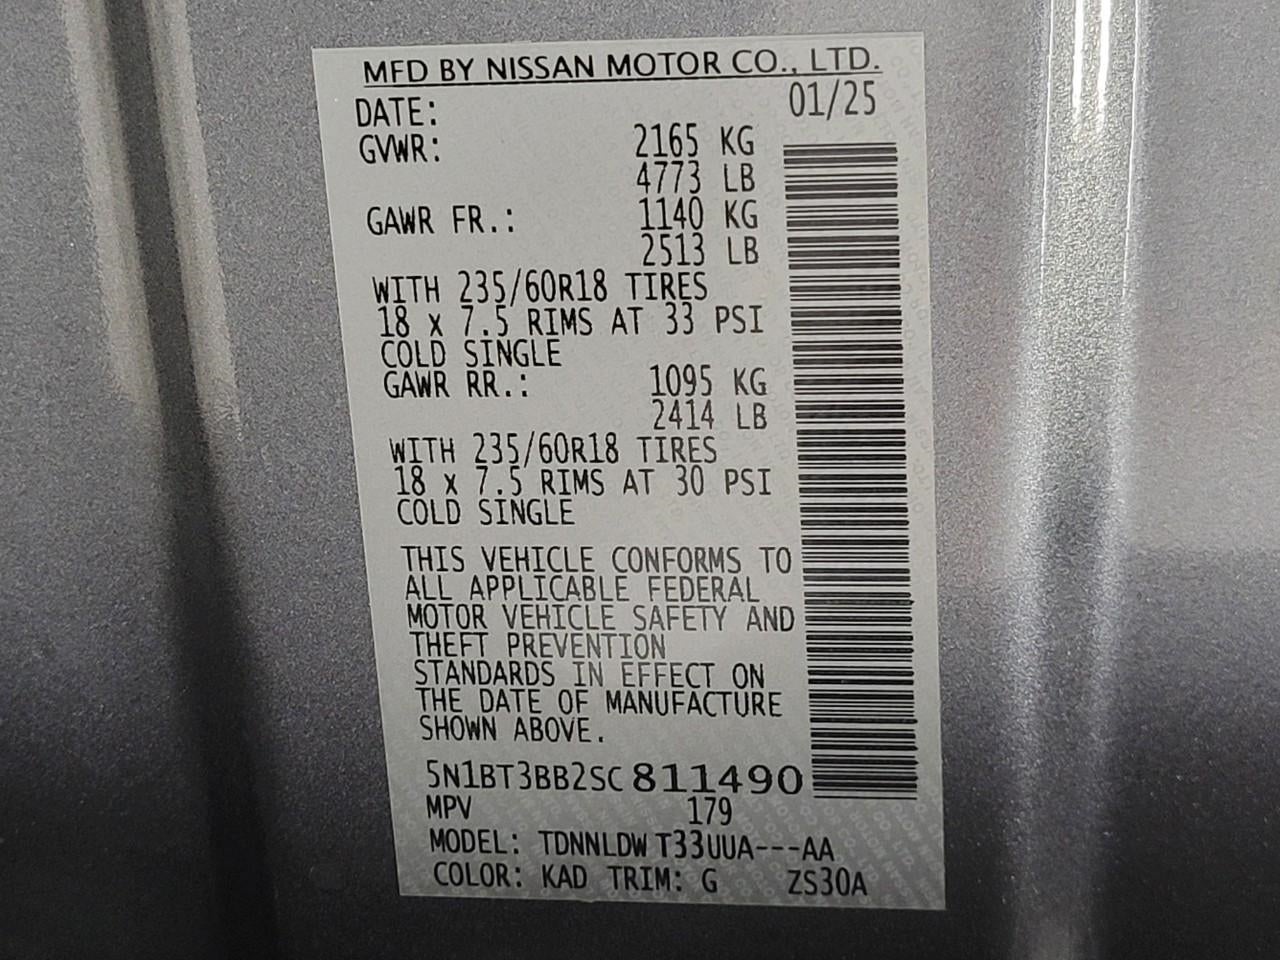 MFD BY NISSAN MOTOR CO., LTD.
DATE: 01/25
GVWR: 2165 KG
4773 LB
GAWR FR.: 1140 KG
2513 LB
WITH 235/60R18 TIRES
18 x 7.5 RIMS AT 33 PSI
COLD SINGLE
GAWR RR.: 1095 KG
2414 LB
WITH 235/60R18 TIRES
18 x 7.5 RIMS AT 30 PSI
COLD SINGLE
THIS VEHICLE CONFORMS TO
ALL APPLICABLE FEDERAL
MOTOR VEHICLE SAFETY AND
THEFT PREVENTION
STANDARDS IN EFFECT ON
THE DATE OF MANUFACTURE
SHOWN ABOVE.
5N1BT3BB2SC811490
MPV 179
MODEL: TDNNLDW T33UUA---AA
COLOR: KAD TRIM: G ZS30A